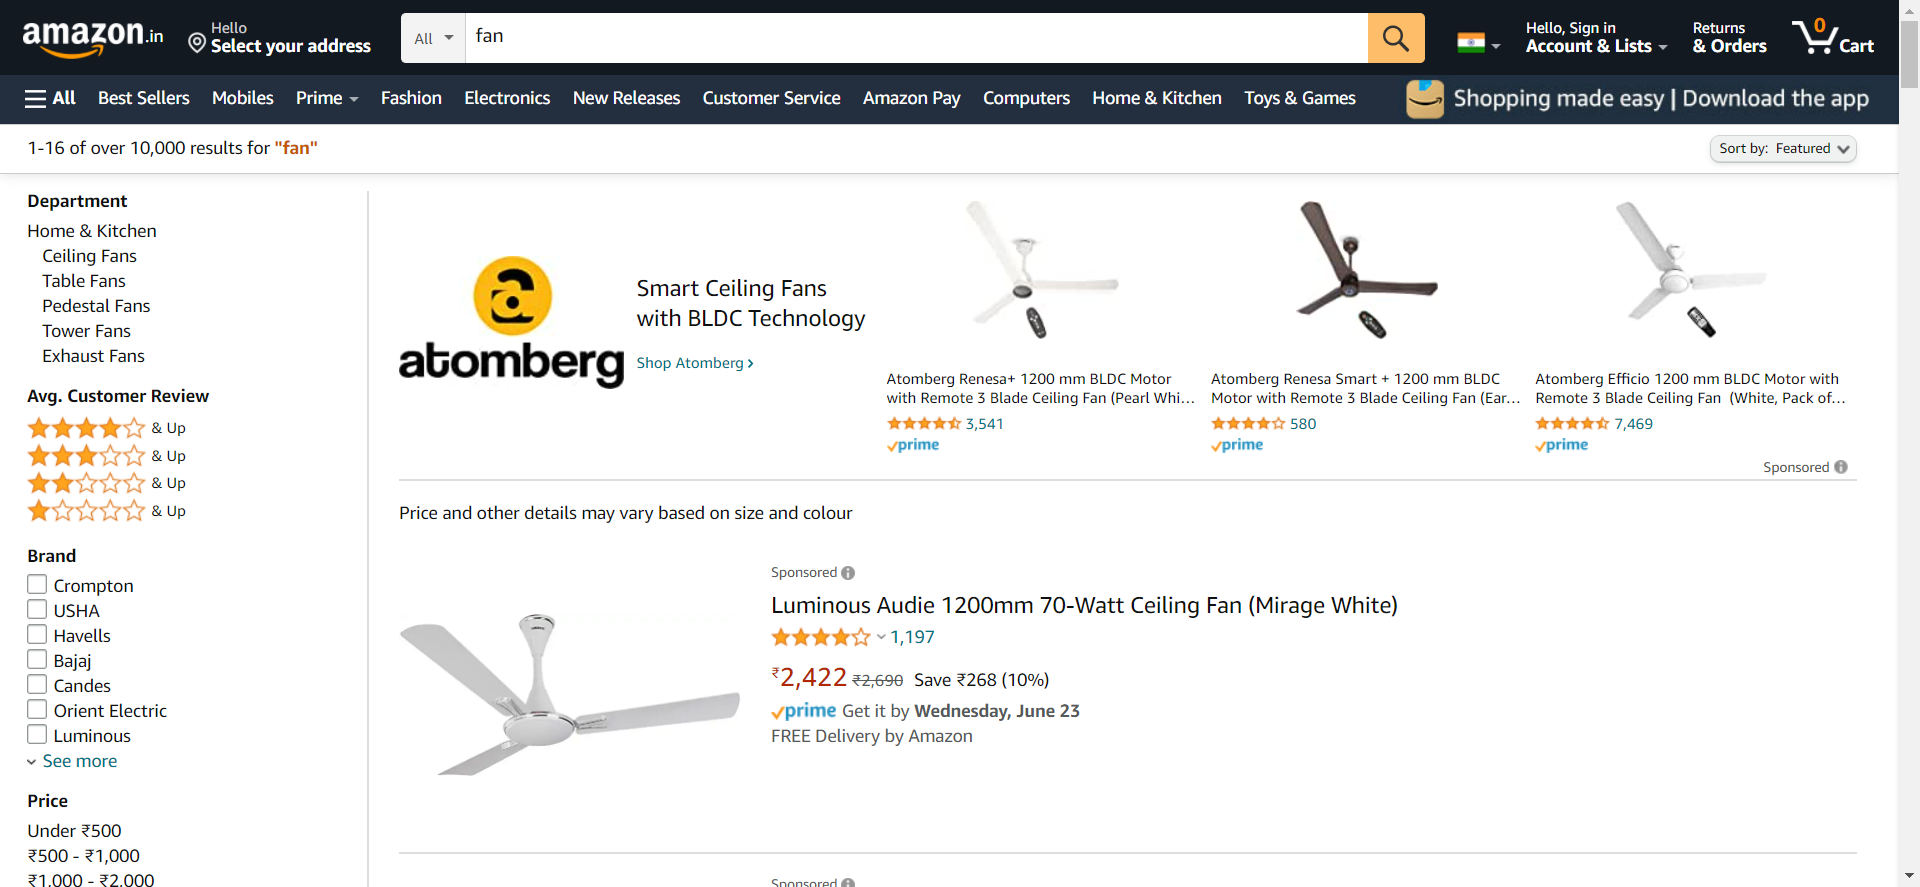 amazon.in
Hello
Select your address
All
fan
Hello, Sign in
Account & Lists
Returns
& Orders
0
Cart
All
Best Sellers
Mobiles
Prime
Fashion
Electronics
New Releases
Customer Service
Amazon Pay
Computers
Home & Kitchen
Toys & Games
Shopping made easy | Download the app
1-16 of over 10,000 results for "fan"
Sort by: Featured
Department
Home & Kitchen
Ceiling Fans
Table Fans
Pedestal Fans
Tower Fans
Exhaust Fans
Avg. Customer Review
& Up
& Up
& Up
& Up
Brand
Crompton
USHA
Havells
Bajaj
Candes
Orient Electric
Luminous
See more
Price
Under ₹500
₹500 - ₹1,000
₹1,000 - ₹2,000
a
atomberg
Smart Ceiling Fans
with BLDC Technology
Shop Atomberg ›
Atomberg Renesa+ 1200 mm BLDC Motor
with Remote 3 Blade Ceiling Fan (Pearl Whi…
3,541
prime
Atomberg Renesa Smart + 1200 mm BLDC
Motor with Remote 3 Blade Ceiling Fan (Ear…
580
prime
Atomberg Efficio 1200 mm BLDC Motor with
Remote 3 Blade Ceiling Fan (White, Pack of…
7,469
prime
Sponsored
Price and other details may vary based on size and colour
Sponsored
Luminous Audie 1200mm 70-Watt Ceiling Fan (Mirage White)
1,197
₹2,422 ₹2,690 Save ₹268 (10%)
prime Get it by Wednesday, June 23
FREE Delivery by Amazon
Sponsored